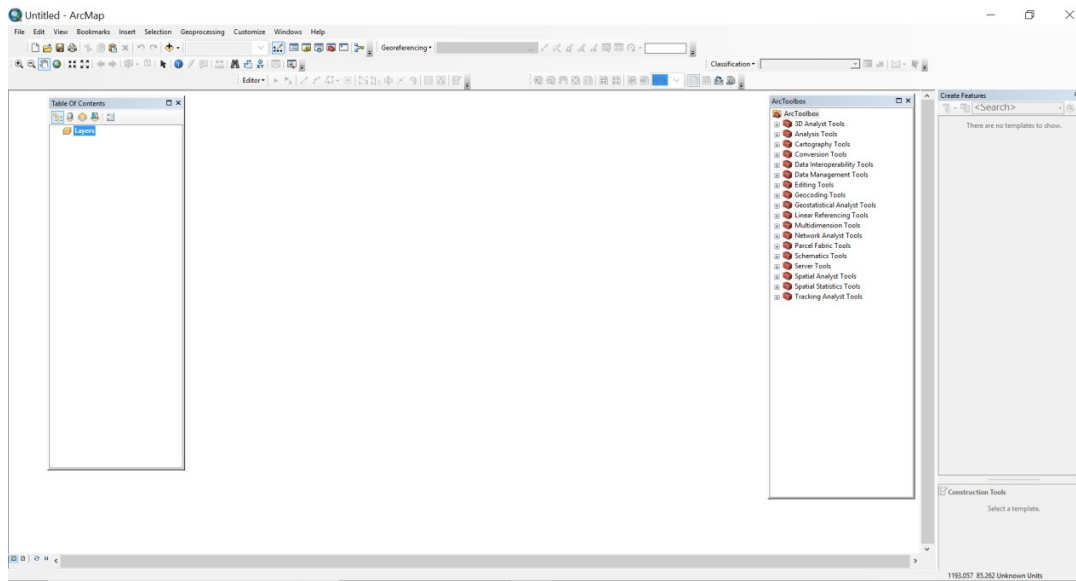 Untitled - ArcMap
File Edit View Bookmarks Insert Selection Geoprocessing Customize Windows Help
Georeferencing
Classification
Editor
Table Of Contents
Layers
ArcToolbox
ArcToolbox
3D Analyst Tools
Analysis Tools
Cartography Tools
Conversion Tools
Data Interoperability Tools
Data Management Tools
Editing Tools
Geocoding Tools
Geostatistical Analyst Tools
Linear Referencing Tools
Multidimension Tools
Network Analyst Tools
Parcel Fabric Tools
Schematics Tools
Server Tools
Spatial Analyst Tools
Spatial Statistics Tools
Tracking Analyst Tools
Create Features
<Search>
There are no templates to show.
Construction Tools
Select a template.
1193.057 85.262 Unknown Units